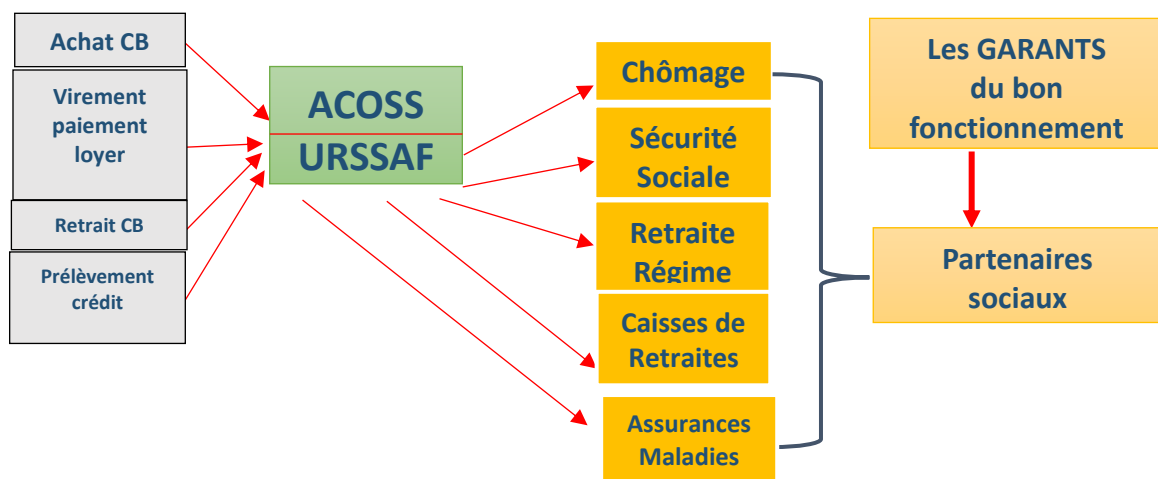 Achat CB
Virement
paiement
loyer
Retrait CB
Prélèvement
crédit
ACOSS
URSSAF
Chômage
Sécurité
Sociale
Retraite
Régime
Caisses de
Retraites
Assurances
Maladies
Les GARANTS
du bon
fonctionnement
Partenaires
sociaux